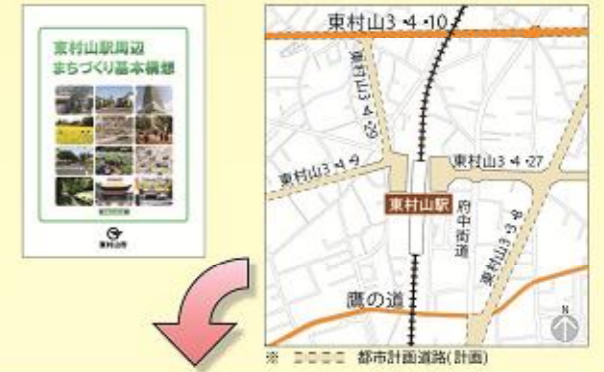 東村山駅周辺
まちづくり基本構想
東村山市
東村山3・4・10
東村山3・4・29
東村山3・4・9
東村山3・4・27
東村山駅
府中街道
東村山3・3・8
鷹の道
N
※ 都市計画道路(計画)